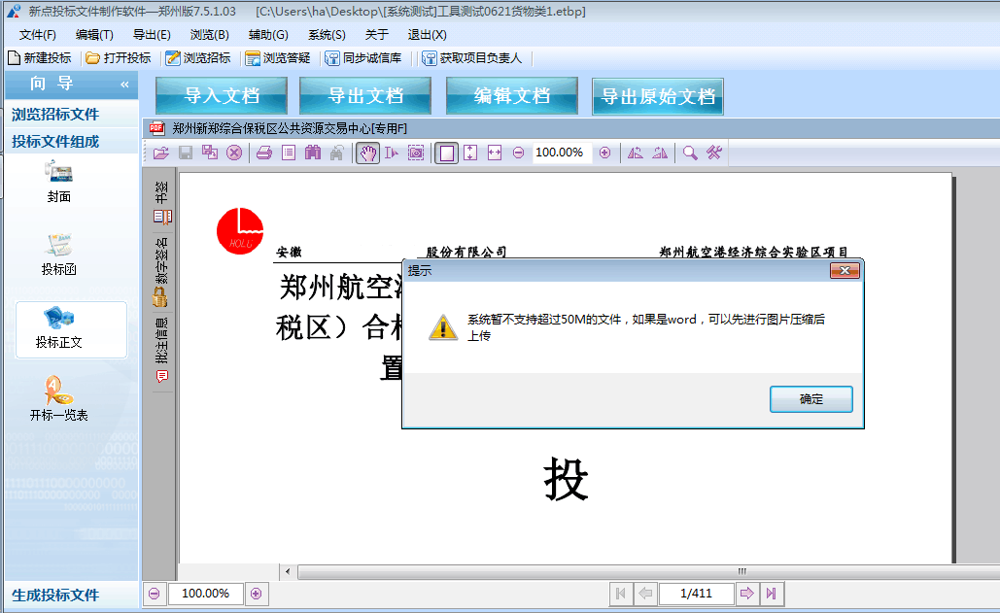 新点投标文件制作软件—郑州版7.5.1.03 [C:\Users\ha\Desktop\[系统测试]工具测试0621货物类1.etbp]
文件(F) 编辑(T) 导出(E) 浏览(B) 辅助(G) 系统(S) 关于 退出(X)
新建投标 打开投标 浏览招标 浏览答疑 同步诚信库 获取项目负责人
向 导 «
导入文档 导出文档 编辑文档 导出原始文档
浏览招标文件
投标文件组成
封面
投标函
投标正文
开标一览表
生成投标文件
郑州新郑综合保税区公共资源交易中心[专用F]
100.00%
书签
数字签名
批注信息
HOLU
安徽 股份有限公司 郑州航空港经济综合实验区项目
郑州航空港
税区）合格
置
投
提示
系统暂不支持超过50M的文件，如果是word，可以先进行图片压缩后
上传
确定
100.00% 1/411